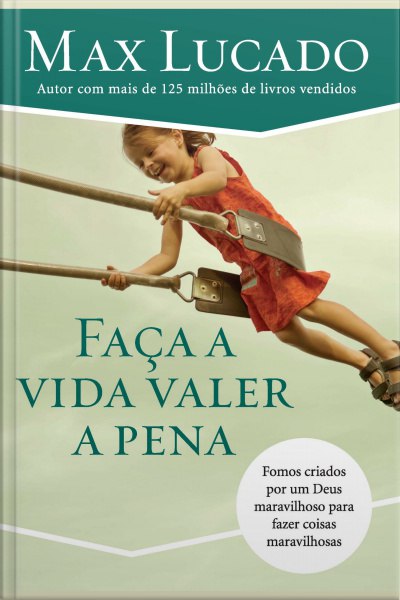 MAX LUCADO
Autor com mais de 125 milhões de livros vendidos
FAÇA A
VIDA VALER
A PENA
Fomos criados
por um Deus
maravilhoso para
fazer coisas
maravilhosas